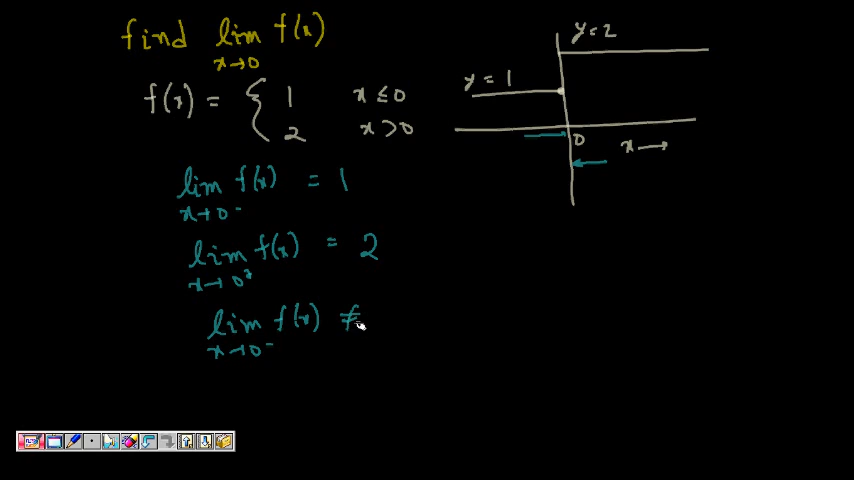 find lim f(x)
x→0
f(x) = { 1 x ≤ 0
2 x > 0
y = 2
y = 1
0
x →
lim f(x) = 1
x→0⁻
lim f(x) = 2
x→0⁺
lim f(x) ≠
x→0⁻